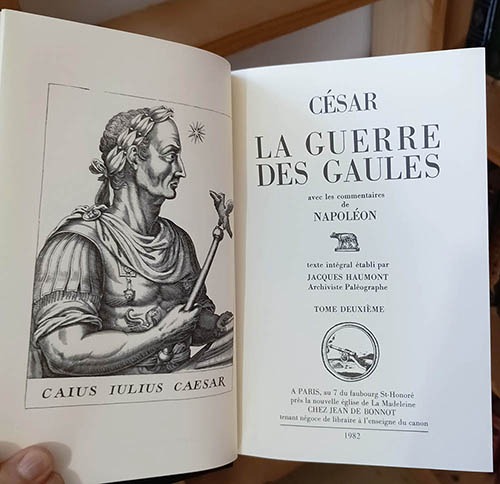 CAIUS IULIUS CAESAR
CÉSAR
LA GUERRE
DES GAULES
avec les commentaires
de
NAPOLÉON
texte intégral établi par
JACQUES HAUMONT
Archiviste Paléographe
TOME DEUXIÈME
A PARIS, au 7 du faubourg St-Honoré
près la nouvelle église de La Madeleine
CHEZ JEAN DE BONNOT
tenant négoce de libraire à l'enseigne du canon
1982